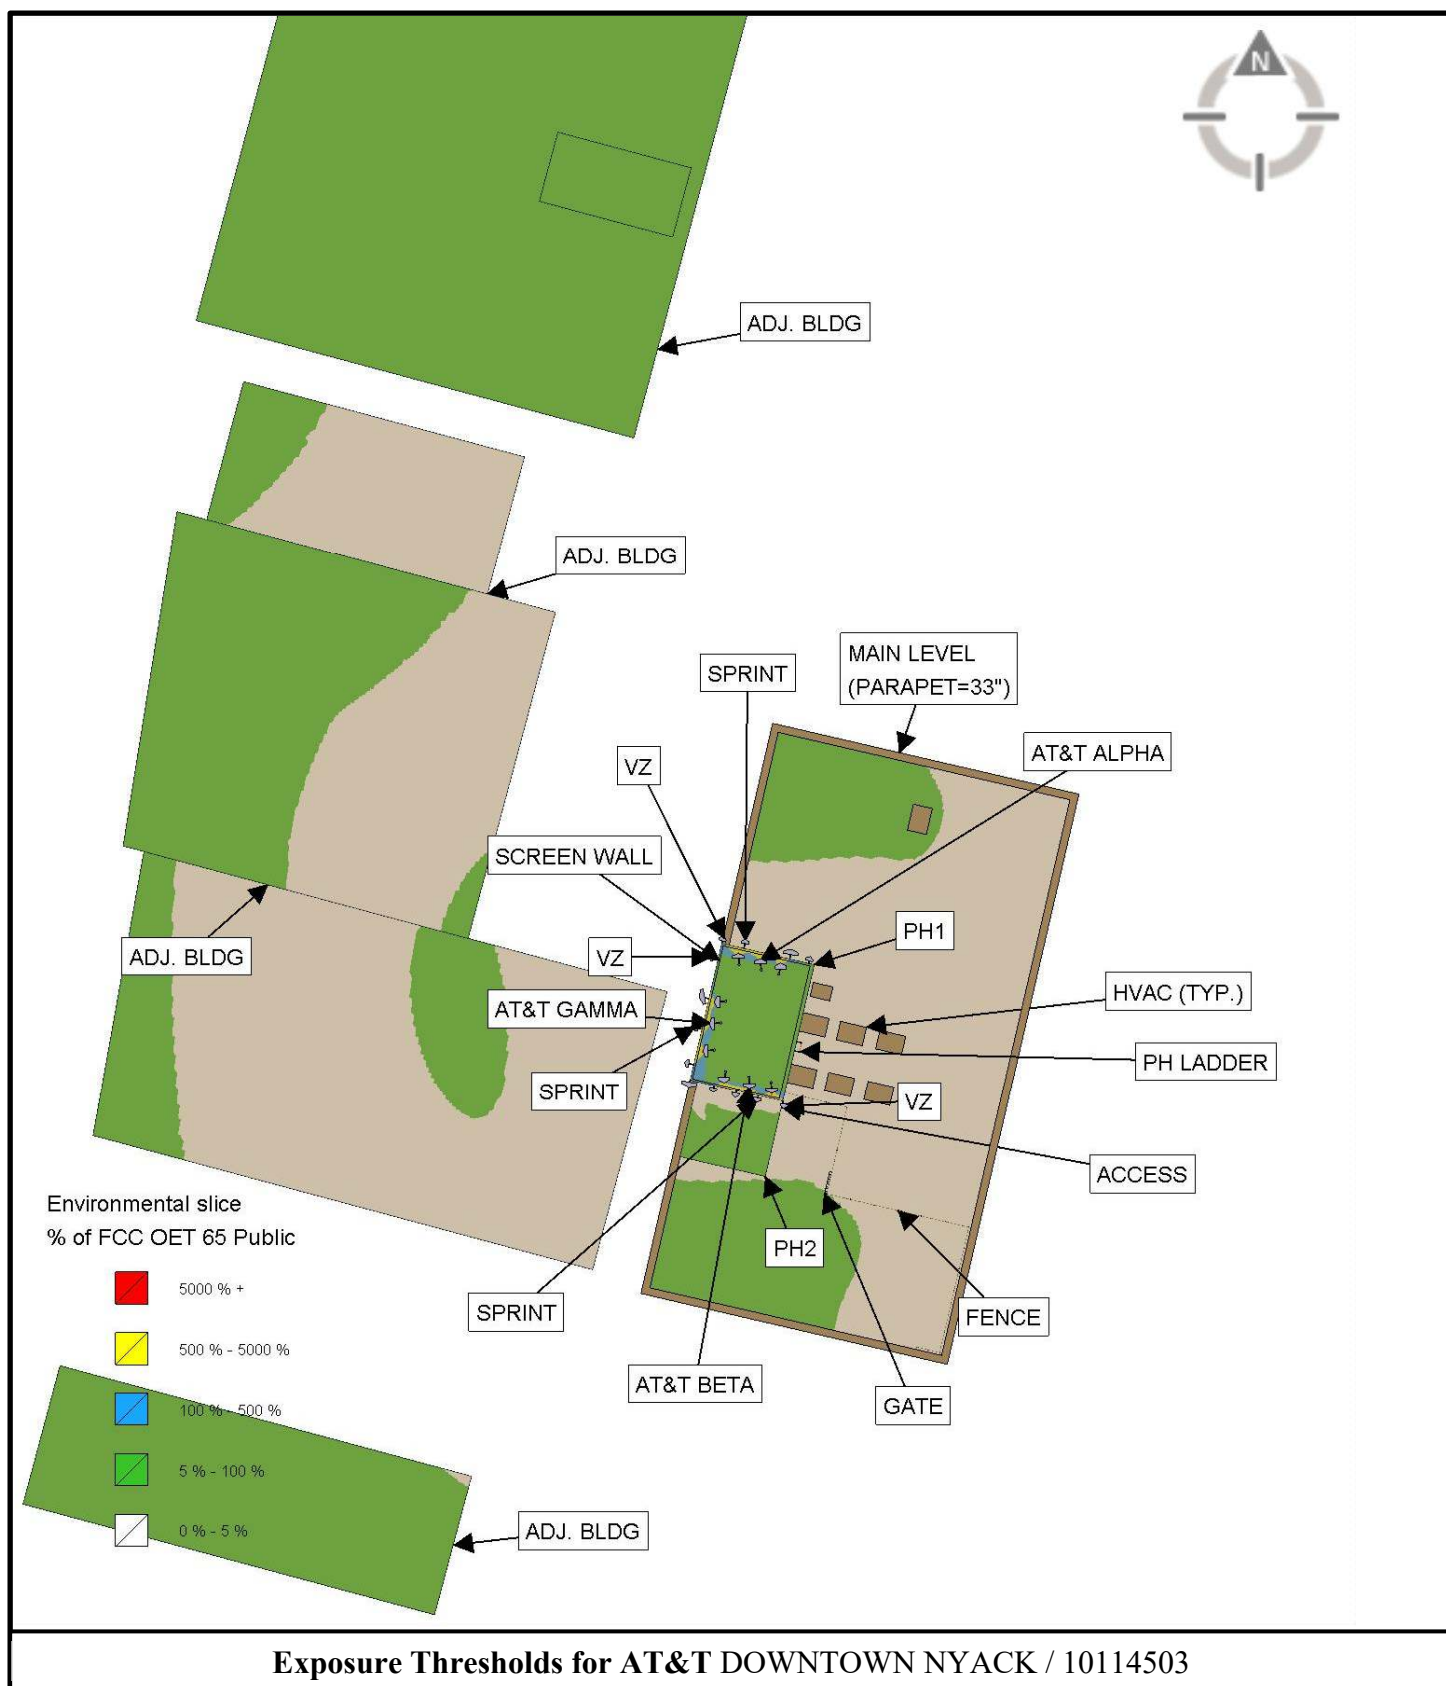 N
ADJ. BLDG
ADJ. BLDG
MAIN LEVEL
(PARAPET=33")
SPRINT
AT&T ALPHA
VZ
SCREEN WALL
PH1
ADJ. BLDG
VZ
HVAC (TYP.)
AT&T GAMMA
PH LADDER
SPRINT
VZ
ACCESS
Environmental slice
% of FCC OET 65 Public
PH2
5000 % +
SPRINT
FENCE
500 % - 5000 %
AT&T BETA
GATE
100 % - 500 %
5 % - 100 %
0 % - 5 %
ADJ. BLDG
Exposure Thresholds for AT&T DOWNTOWN NYACK / 10114503